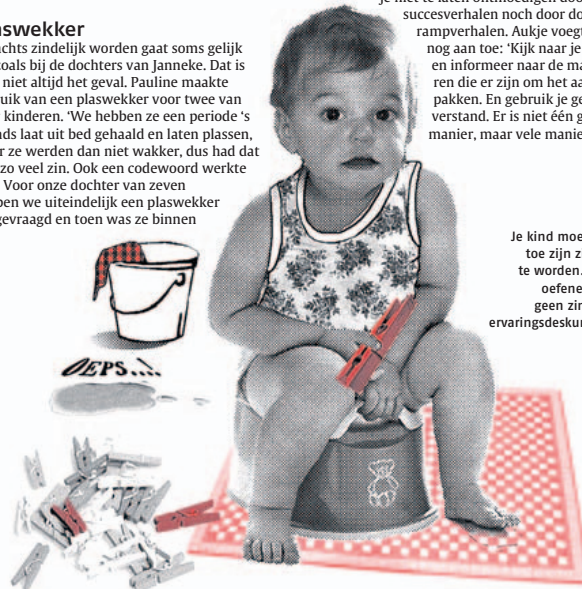 swekker
achts zindelijk worden gaat soms gelijk
zoals bij de dochters van Janneke. Dat is
niet altijd het geval. Pauline maakte
uik van een plaswekker voor twee van
kinderen. ‘We hebben ze een periode ‘s
nds laat uit bed gehaald en laten plassen,
r ze werden dan niet wakker, dus had dat
zo veel zin. Ook een codewoord werkte
Voor onze dochter van zeven
ben we uiteindelijk een plaswekker
gevraagd en toen was ze binnen
succesverhalen noch door do
rampverhalen. Aukje voegt
nog aan toe: ‘Kijk naar je
en informeer naar de ma
ren die er zijn om het aa
pakken. En gebruik je ge
verstand. Er is niet één g
manier, maar vele manie
Je kind moe
toe zijn z
te worden.
oefene
geen zin
ervaringsdeskun
OEPS...!